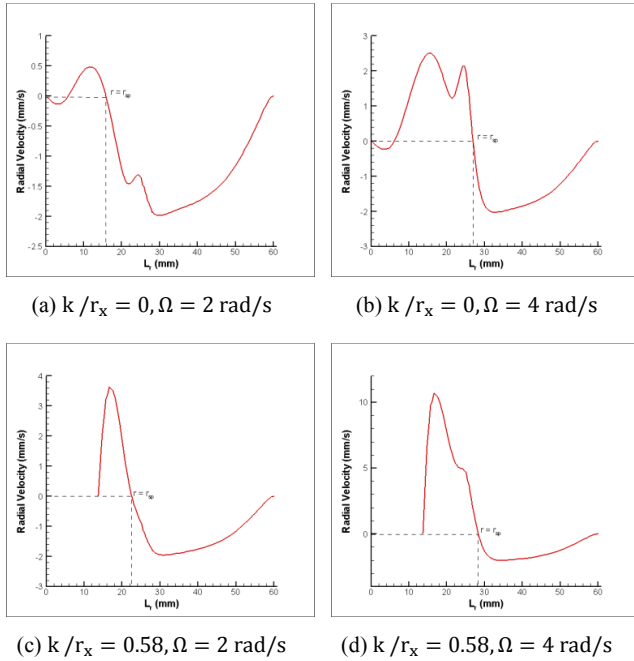 1
0.5
0
-0.5
-1
-1.5
-2
-2.5
Radial Velocity (mm/s)
r = r_sp
0 10 20 30 40 50 60
L_r (mm)
3
2
1
0
-1
-2
-3
Radial Velocity (mm/s)
r = r_sp
0 10 20 30 40 50 60
L_r (mm)
(a) k /r_x = 0, Ω = 2 rad/s
(b) k /r_x = 0, Ω = 4 rad/s
4
3
2
1
0
-1
-2
-3
Radial Velocity (mm/s)
r = r_sp
0 10 20 30 40 50 60
L_r (mm)
10
5
0
Radial Velocity (mm/s)
r = r_sp
0 10 20 30 40 50 60
L_r (mm)
(c) k /r_x = 0.58, Ω = 2 rad/s
(d) k /r_x = 0.58, Ω = 4 rad/s